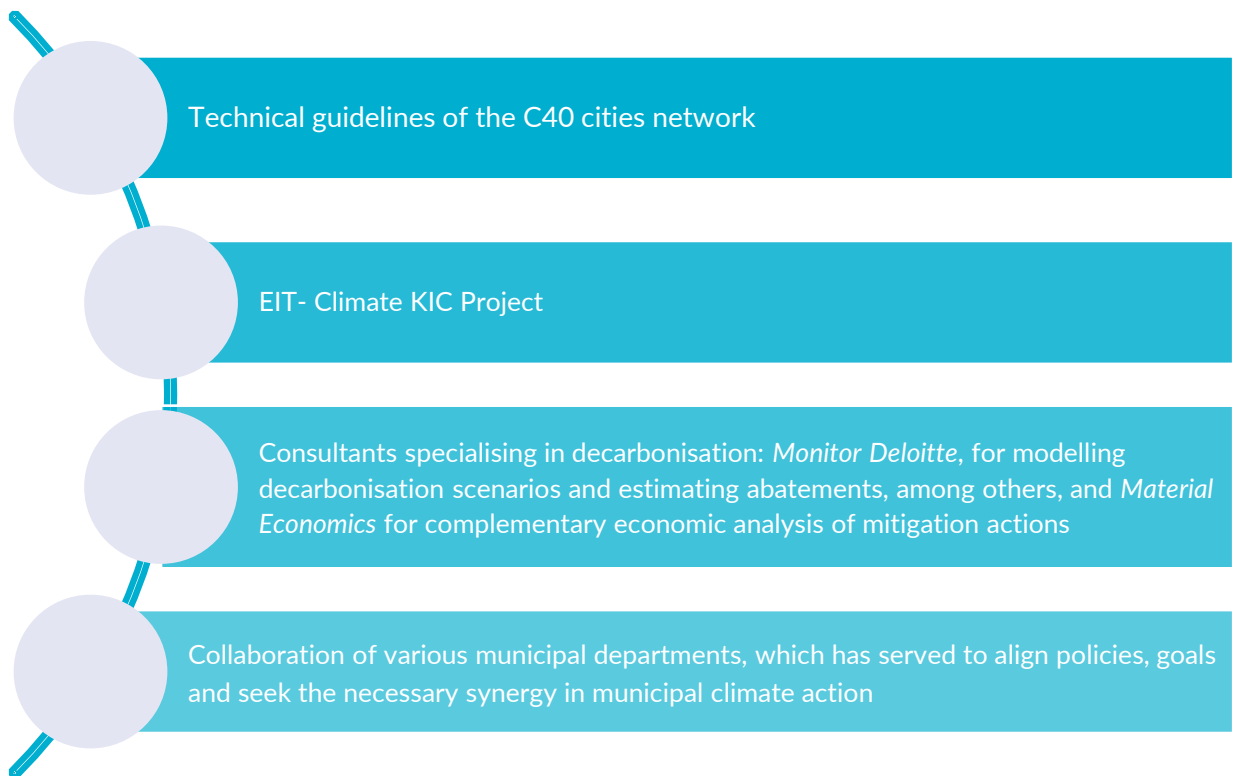 Technical guidelines of the C40 cities network
EIT- Climate KIC Project
Consultants specialising in decarbonisation: Monitor Deloitte, for modelling
decarbonisation scenarios and estimating abatements, among others, and Material
Economics for complementary economic analysis of mitigation actions
Collaboration of various municipal departments, which has served to align policies, goals
and seek the necessary synergy in municipal climate action